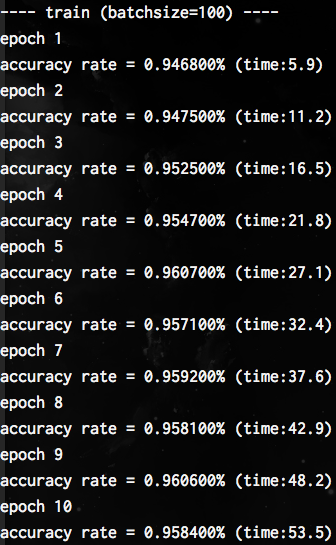 ---- train (batchsize=100) ----
epoch 1
accuracy rate = 0.946800% (time:5.9)
epoch 2
accuracy rate = 0.947500% (time:11.2)
epoch 3
accuracy rate = 0.952500% (time:16.5)
epoch 4
accuracy rate = 0.954700% (time:21.8)
epoch 5
accuracy rate = 0.960700% (time:27.1)
epoch 6
accuracy rate = 0.957100% (time:32.4)
epoch 7
accuracy rate = 0.959200% (time:37.6)
epoch 8
accuracy rate = 0.958100% (time:42.9)
epoch 9
accuracy rate = 0.960600% (time:48.2)
epoch 10
accuracy rate = 0.958400% (time:53.5)